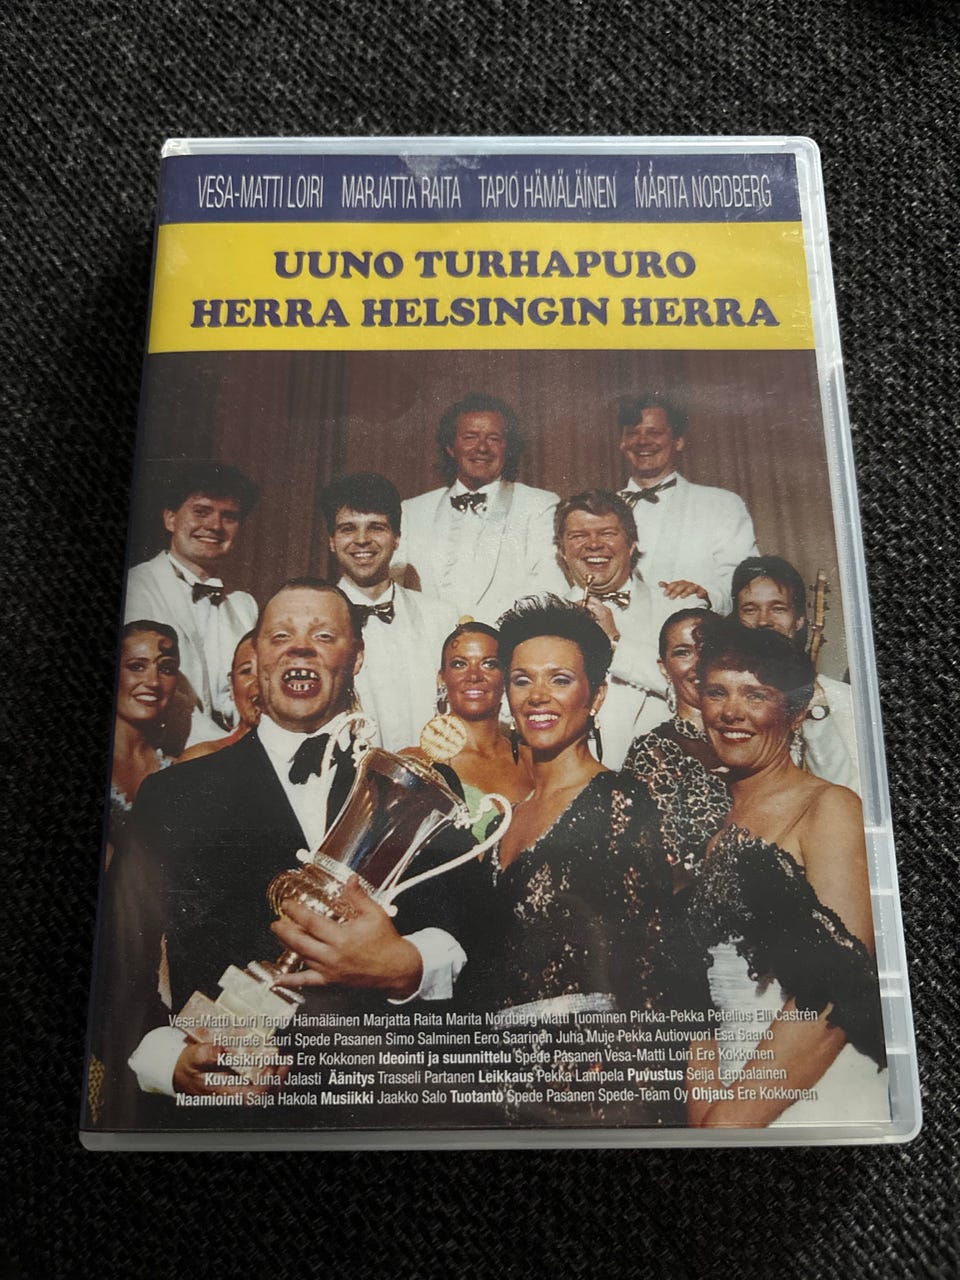 VESA-MATTI LOIRI MARJATTA RAITA TAPIO HÄMÄLÄINEN MARITA NORDBERG
UUNO TURHAPURO
HERRA HELSINGIN HERRA
Vesa-Matti Loiri Tapio Hämäläinen Marjatta Raita Marita Nordberg Matti Tuominen Pirkka-Pekka Petelius Elli Castrén
Hannele Lauri Spede Pasanen Simo Salminen Eero Saarinen Juha Muje Pekka Autiovuori Esa Saario
Käsikirjoitus Ere Kokkonen Ideointi ja suunnittelu Spede Pasanen Vesa-Matti Loiri Ere Kokkonen
Kuvaus Juha Jalasti Äänitys Trasseli Partanen Leikkaus Pekka Lampela Puvustus Seija Lappalainen
Naamiointi Saija Hakola Musiikki Jaakko Salo Tuotanto Spede Pasanen Spede-Team Oy Ohjaus Ere Kokkonen